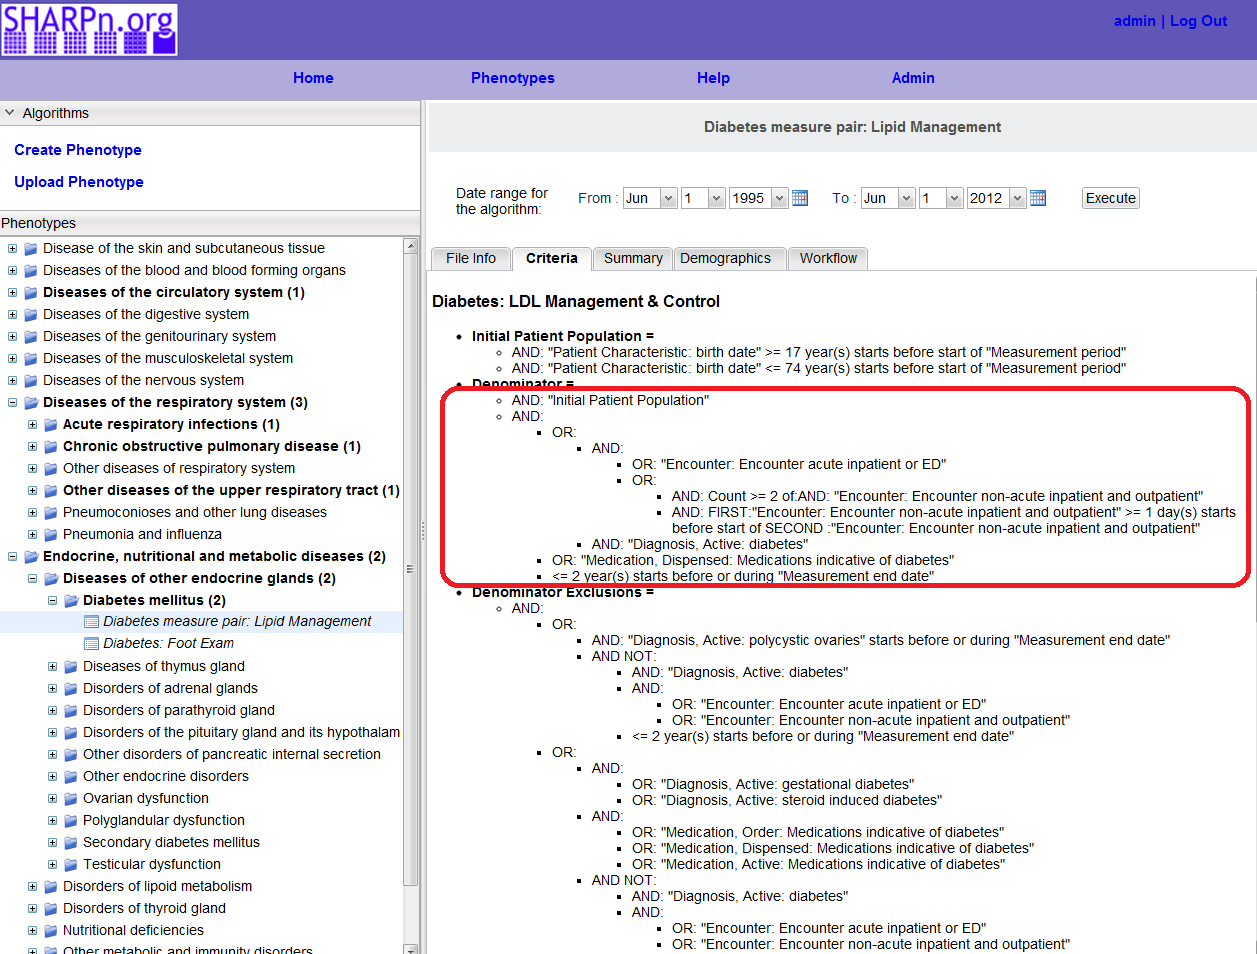 SHARPn.org
admin | Log Out
Home Phenotypes Help Admin
Algorithms
Create Phenotype
Upload Phenotype
Phenotypes
Disease of the skin and subcutaneous tissue
Diseases of the blood and blood forming organs
Diseases of the circulatory system (1)
Diseases of the digestive system
Diseases of the genitourinary system
Diseases of the musculoskeletal system
Diseases of the nervous system
Diseases of the respiratory system (3)
Acute respiratory infections (1)
Chronic obstructive pulmonary disease (1)
Other diseases of respiratory system
Other diseases of the upper respiratory tract (1)
Pneumoconioses and other lung diseases
Pneumonia and influenza
Endocrine, nutritional and metabolic diseases (2)
Diseases of other endocrine glands (2)
Diabetes mellitus (2)
Diabetes measure pair: Lipid Management
Diabetes: Foot Exam
Diseases of thymus gland
Disorders of adrenal glands
Disorders of parathyroid gland
Disorders of the pituitary gland and its hypothalam
Other disorders of pancreatic internal secretion
Other endocrine disorders
Ovarian dysfunction
Polyglandular dysfunction
Secondary diabetes mellitus
Testicular dysfunction
Disorders of lipoid metabolism
Disorders of thyroid gland
Nutritional deficiencies
Other metabolic and immunity disorders
Diabetes measure pair: Lipid Management
Date range for
the algorithm:
From : Jun 1 1995 To : Jun 1 2012 Execute
File Info Criteria Summary Demographics Workflow
Diabetes: LDL Management & Control
Initial Patient Population =
AND: "Patient Characteristic: birth date" >= 17 year(s) starts before start of "Measurement period"
AND: "Patient Characteristic: birth date" <= 74 year(s) starts before start of "Measurement period"
Denominator =
AND: "Initial Patient Population"
AND:
OR:
AND:
OR: "Encounter: Encounter acute inpatient or ED"
OR:
AND: Count >= 2 of:AND: "Encounter: Encounter non-acute inpatient and outpatient"
AND: FIRST:"Encounter: Encounter non-acute inpatient and outpatient" >= 1 day(s) starts
before start of SECOND :"Encounter: Encounter non-acute inpatient and outpatient"
AND: "Diagnosis, Active: diabetes"
OR: "Medication, Dispensed: Medications indicative of diabetes"
<= 2 year(s) starts before or during "Measurement end date"
Denominator Exclusions =
AND:
OR:
AND: "Diagnosis, Active: polycystic ovaries" starts before or during "Measurement end date"
AND NOT:
AND: "Diagnosis, Active: diabetes"
AND:
OR: "Encounter: Encounter acute inpatient or ED"
OR: "Encounter: Encounter non-acute inpatient and outpatient"
<= 2 year(s) starts before or during "Measurement end date"
OR:
AND:
OR: "Diagnosis, Active: gestational diabetes"
OR: "Diagnosis, Active: steroid induced diabetes"
AND:
OR: "Medication, Order: Medications indicative of diabetes"
OR: "Medication, Dispensed: Medications indicative of diabetes"
OR: "Medication, Active: Medications indicative of diabetes"
AND NOT:
AND: "Diagnosis, Active: diabetes"
AND:
OR: "Encounter: Encounter acute inpatient or ED"
OR: "Encounter: Encounter non-acute inpatient and outpatient"